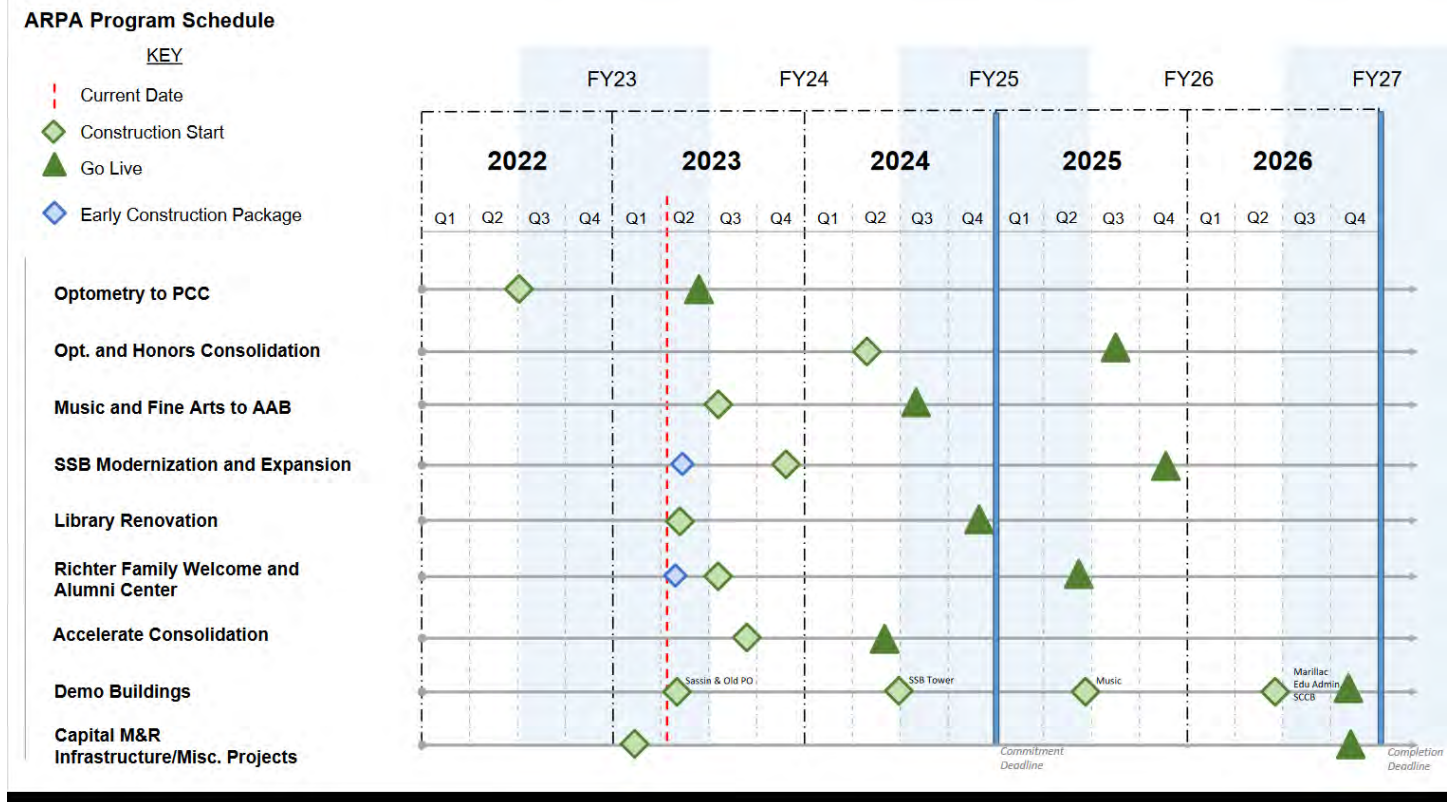 ARPA Program Schedule
KEY
Current Date
Construction Start
Go Live
Early Construction Package
FY23 FY24 FY25 FY26 FY27
2022 2023 2024 2025 2026
Q1 Q2 Q3 Q4 Q1 Q2 Q3 Q4 Q1 Q2 Q3 Q4 Q1 Q2 Q3 Q4 Q1 Q2 Q3 Q4
Optometry to PCC
Opt. and Honors Consolidation
Music and Fine Arts to AAB
SSB Modernization and Expansion
Library Renovation
Richter Family Welcome and
Alumni Center
Accelerate Consolidation
Demo Buildings
Sassin & Old PO
SSB Tower
Music
Marillac
Edu Admin
SCCB
Capital M&R
Infrastructure/Misc. Projects
Commitment
Deadline
Completion
Deadline